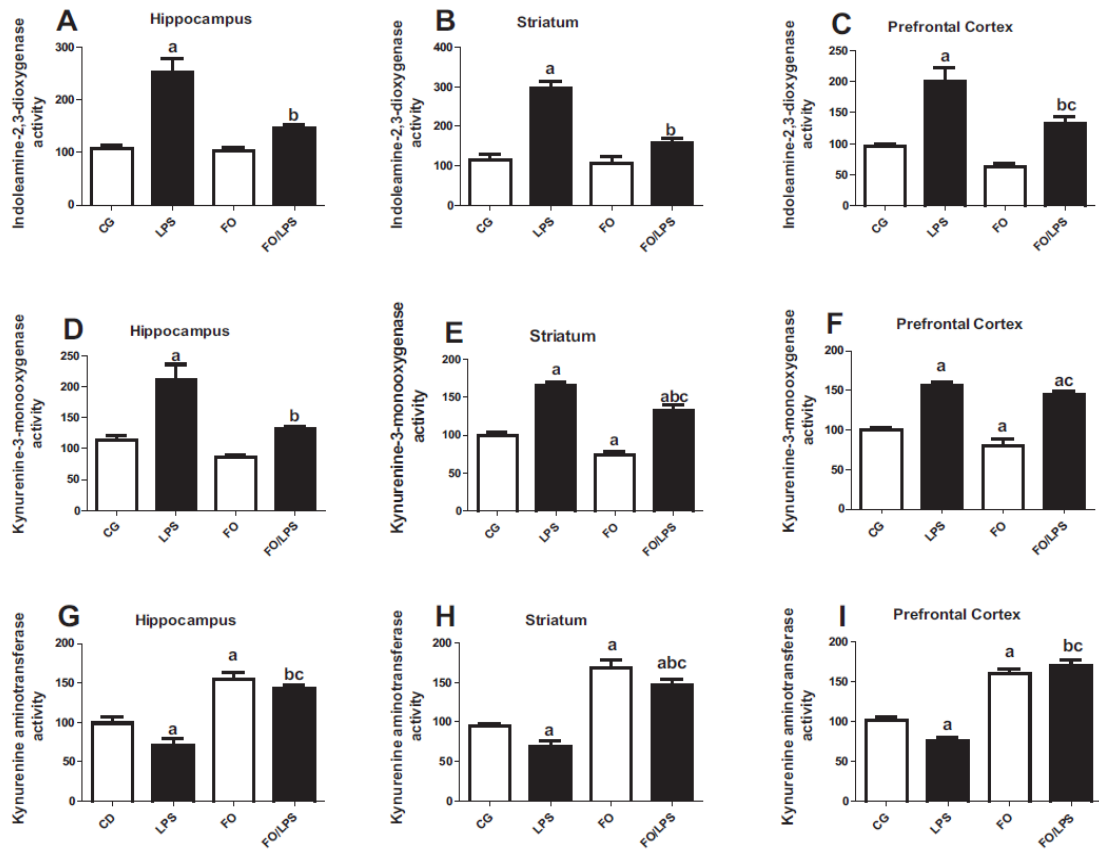 A
Hippocampus
Indoleamine-2,3-dioxygenase
activity
300
200
100
0
a
b
CG
LPS
FO
FO/LPS
B
Striatum
Indoleamine-2,3-dioxygenase
activity
400
300
200
100
0
a
b
CG
LPS
FO
FO/LPS
C
Prefrontal Cortex
Indoleamine-2,3-dioxygenase
activity
250
200
150
100
50
0
a
bc
CG
LPS
FO
FO/LPS
D
Hippocampus
Kynurenine-3-monooxygenase
activity
250
200
150
100
50
0
a
b
CG
LPS
FO
FO/LPS
E
Striatum
Kynurenine-3-monooxygenase
activity
200
150
100
50
0
a
a
abc
CG
LPS
FO
FO/LPS
F
Prefrontal Cortex
Kynurenine-3-monooxygenase
activity
200
150
100
50
0
a
a
ac
CG
LPS
FO
FO/LPS
G
Hippocampus
Kynurenine aminotransferase
activity
200
150
100
50
0
a
a
bc
CD
LPS
FO
FO/LPS
H
Striatum
Kynurenine aminotransferase
activity
200
150
100
50
0
a
a
abc
CG
LPS
FO
FO/LPS
I
Prefrontal Cortex
Kynurenine aminotransferase
activity
200
150
100
50
0
a
a
bc
CG
LPS
FO
FO/LPS